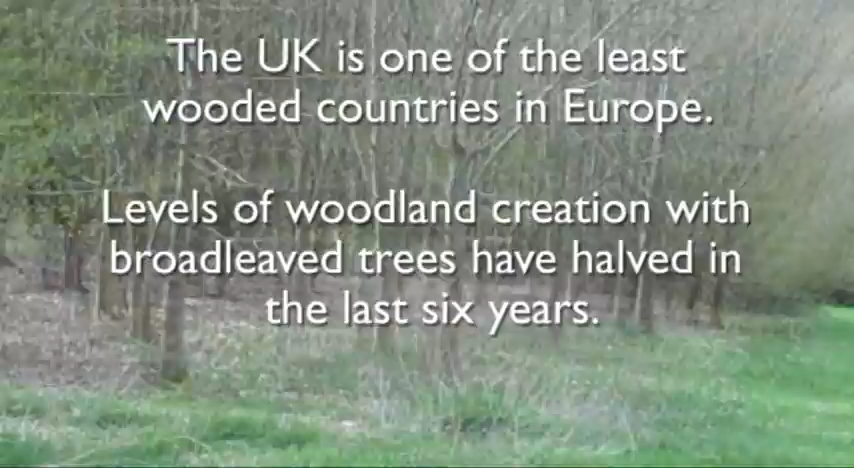 The UK is one of the least
wooded countries in Europe.
Levels of woodland creation with
broadleaved trees have halved in
the last six years.